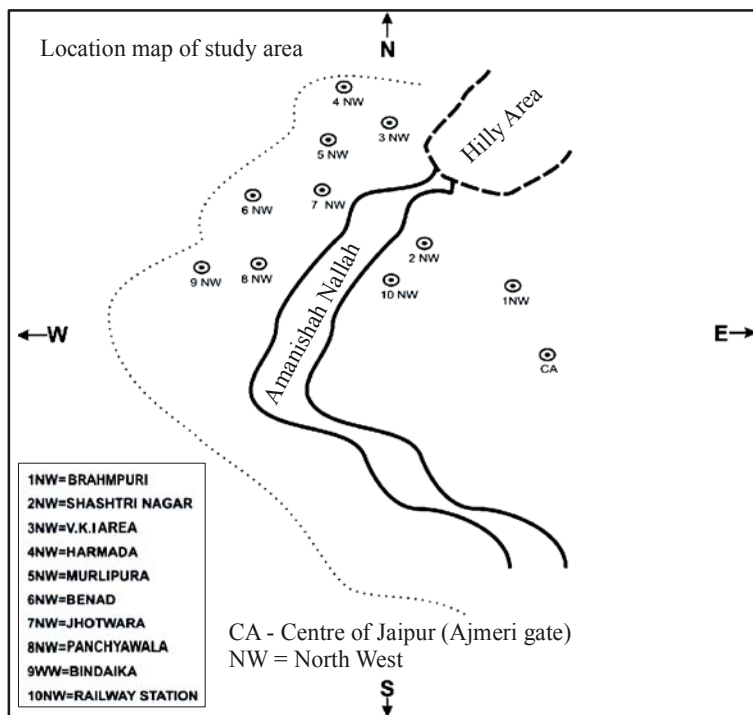 N
Location map of study area
4 NW
3 NW
Hilly Area
5 NW
7 NW
6 NW
2 NW
9 NW
8 NW
10 NW
1NW
Amanishah Nallah
W
E
CA
1NW=BRAHMPURI
2NW=SHASHTRI NAGAR
3NW=V.K.IAREA
4NW=HARMADA
5NW=MURLIPURA
6NW=BENAD
7NW=JHOTWARA
8NW=PANCHYAWALA
9WW=BINDAIKA
10NW=RAILWAY STATION
CA - Centre of Jaipur (Ajmeri gate)
NW = North West
S